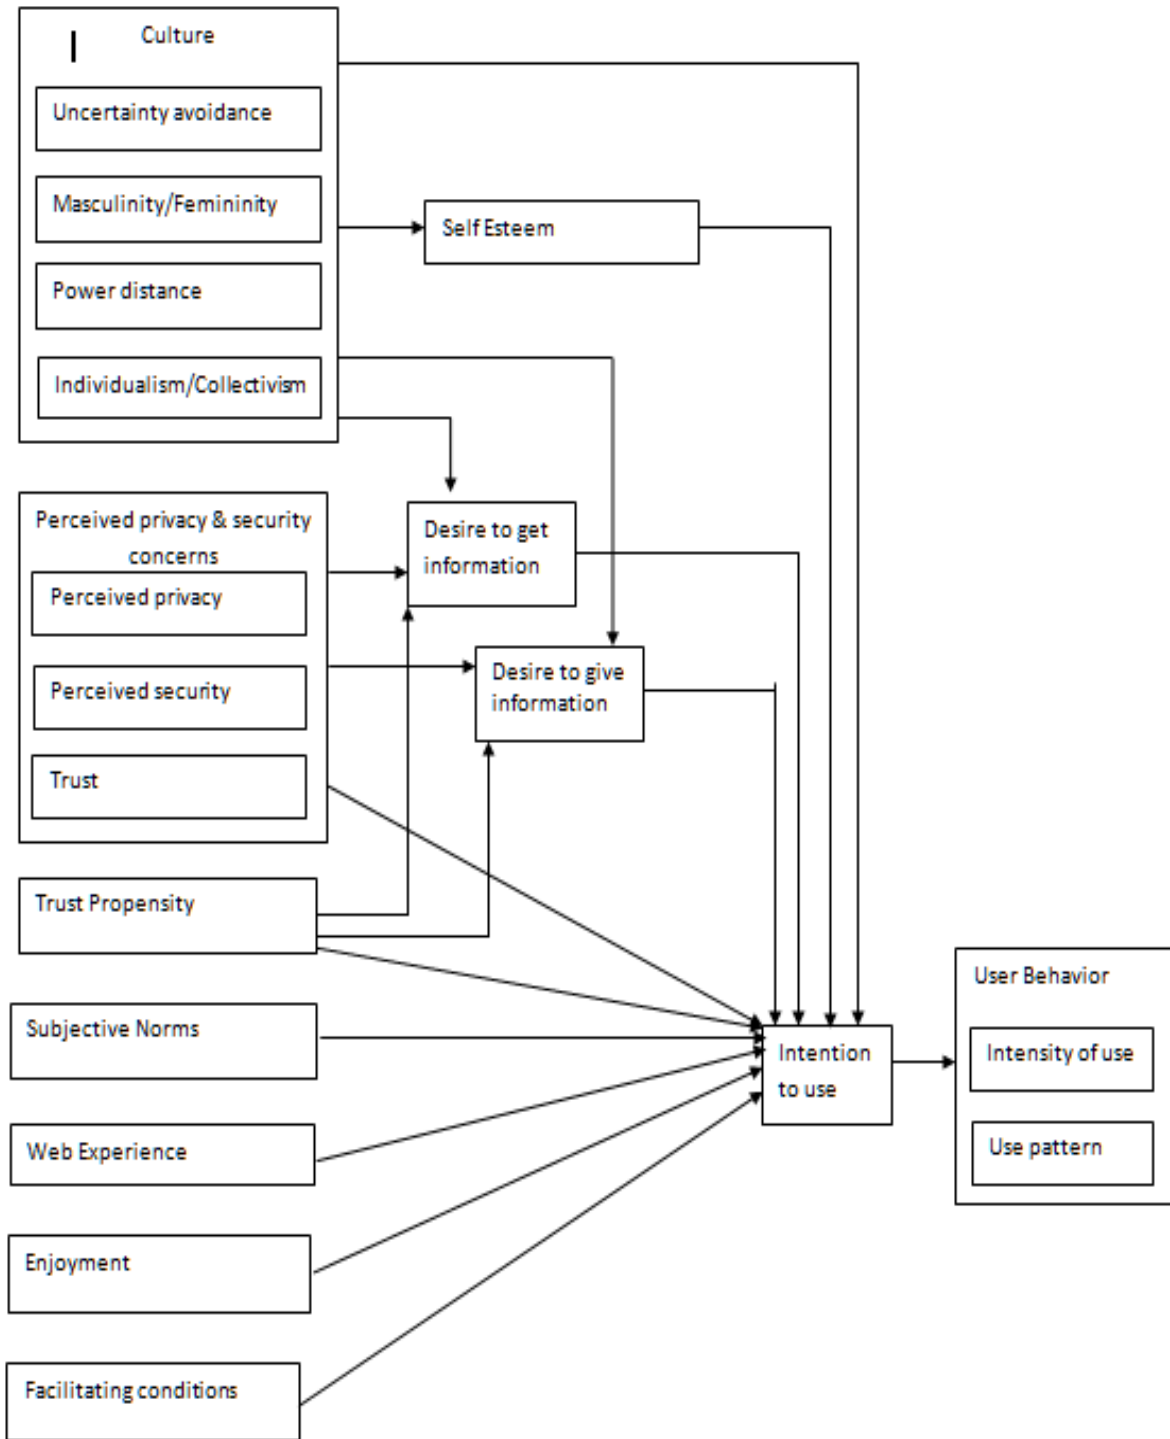 Culture
Uncertainty avoidance
Masculinity/Femininity
Self Esteem
Power distance
Individualism/Collectivism
Perceived privacy & security
concerns
Desire to get
information
Perceived privacy
Desire to give
information
Perceived security
Trust
Trust Propensity
User Behavior
Subjective Norms
Intention
to use
Intensity of use
Web Experience
Use pattern
Enjoyment
Facilitating conditions